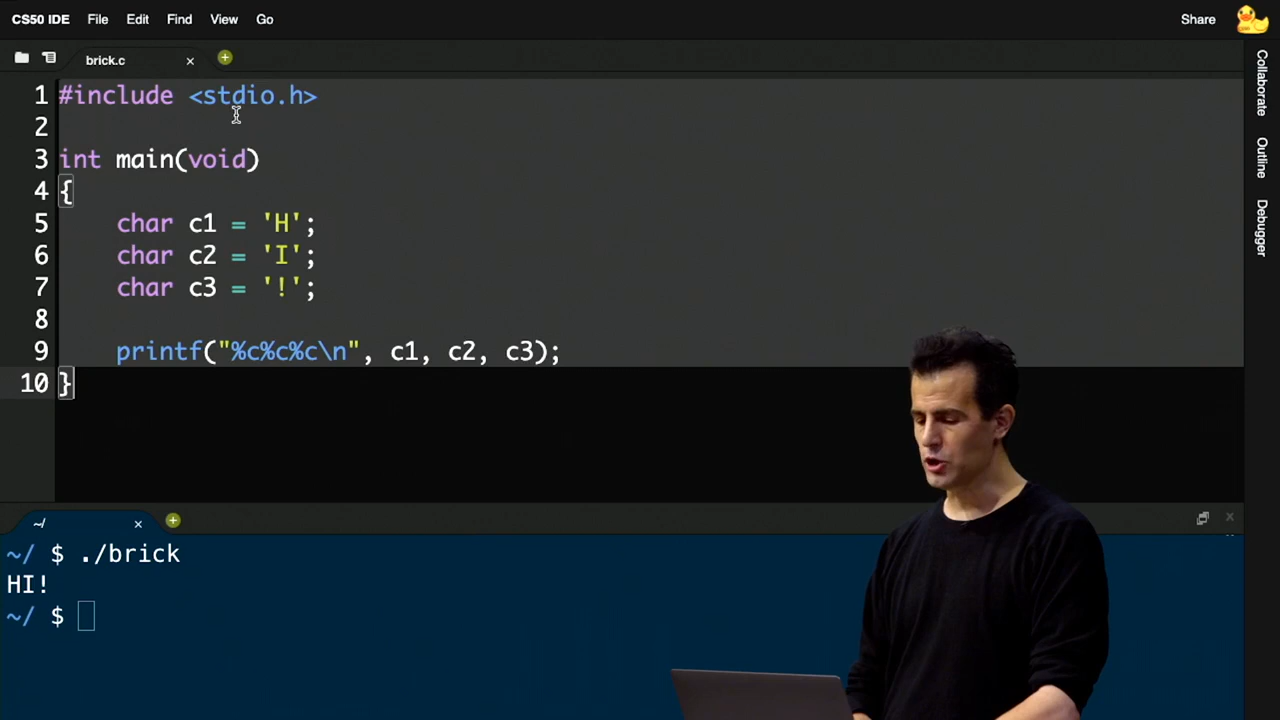 CS50 IDE File Edit Find View Go Share
brick.c
1 #include <stdio.h>
2
3 int main(void)
4 {
5 char c1 = 'H';
6 char c2 = 'I';
7 char c3 = '!';
8
9 printf("%c%c%c\n", c1, c2, c3);
10 }
Collaborate
Outline
Debugger
~/
~/ $ ./brick
HI!
~/ $